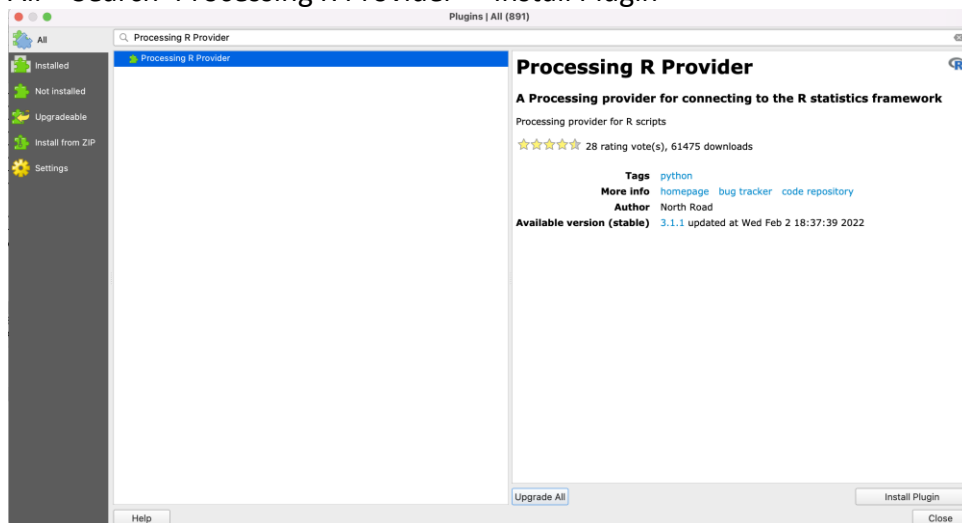 Plugins | All (891)
All
Processing R Provider
Installed
Not installed
Upgradeable
Install from ZIP
Settings
Processing R Provider
Processing R Provider
R
A Processing provider for connecting to the R statistics framework
Processing provider for R scripts
28 rating vote(s), 61475 downloads
Tags python
More info homepage bug tracker code repository
Author North Road
Available version (stable) 3.1.1 updated at Wed Feb 2 18:37:39 2022
Upgrade All
Install Plugin
Help
Close